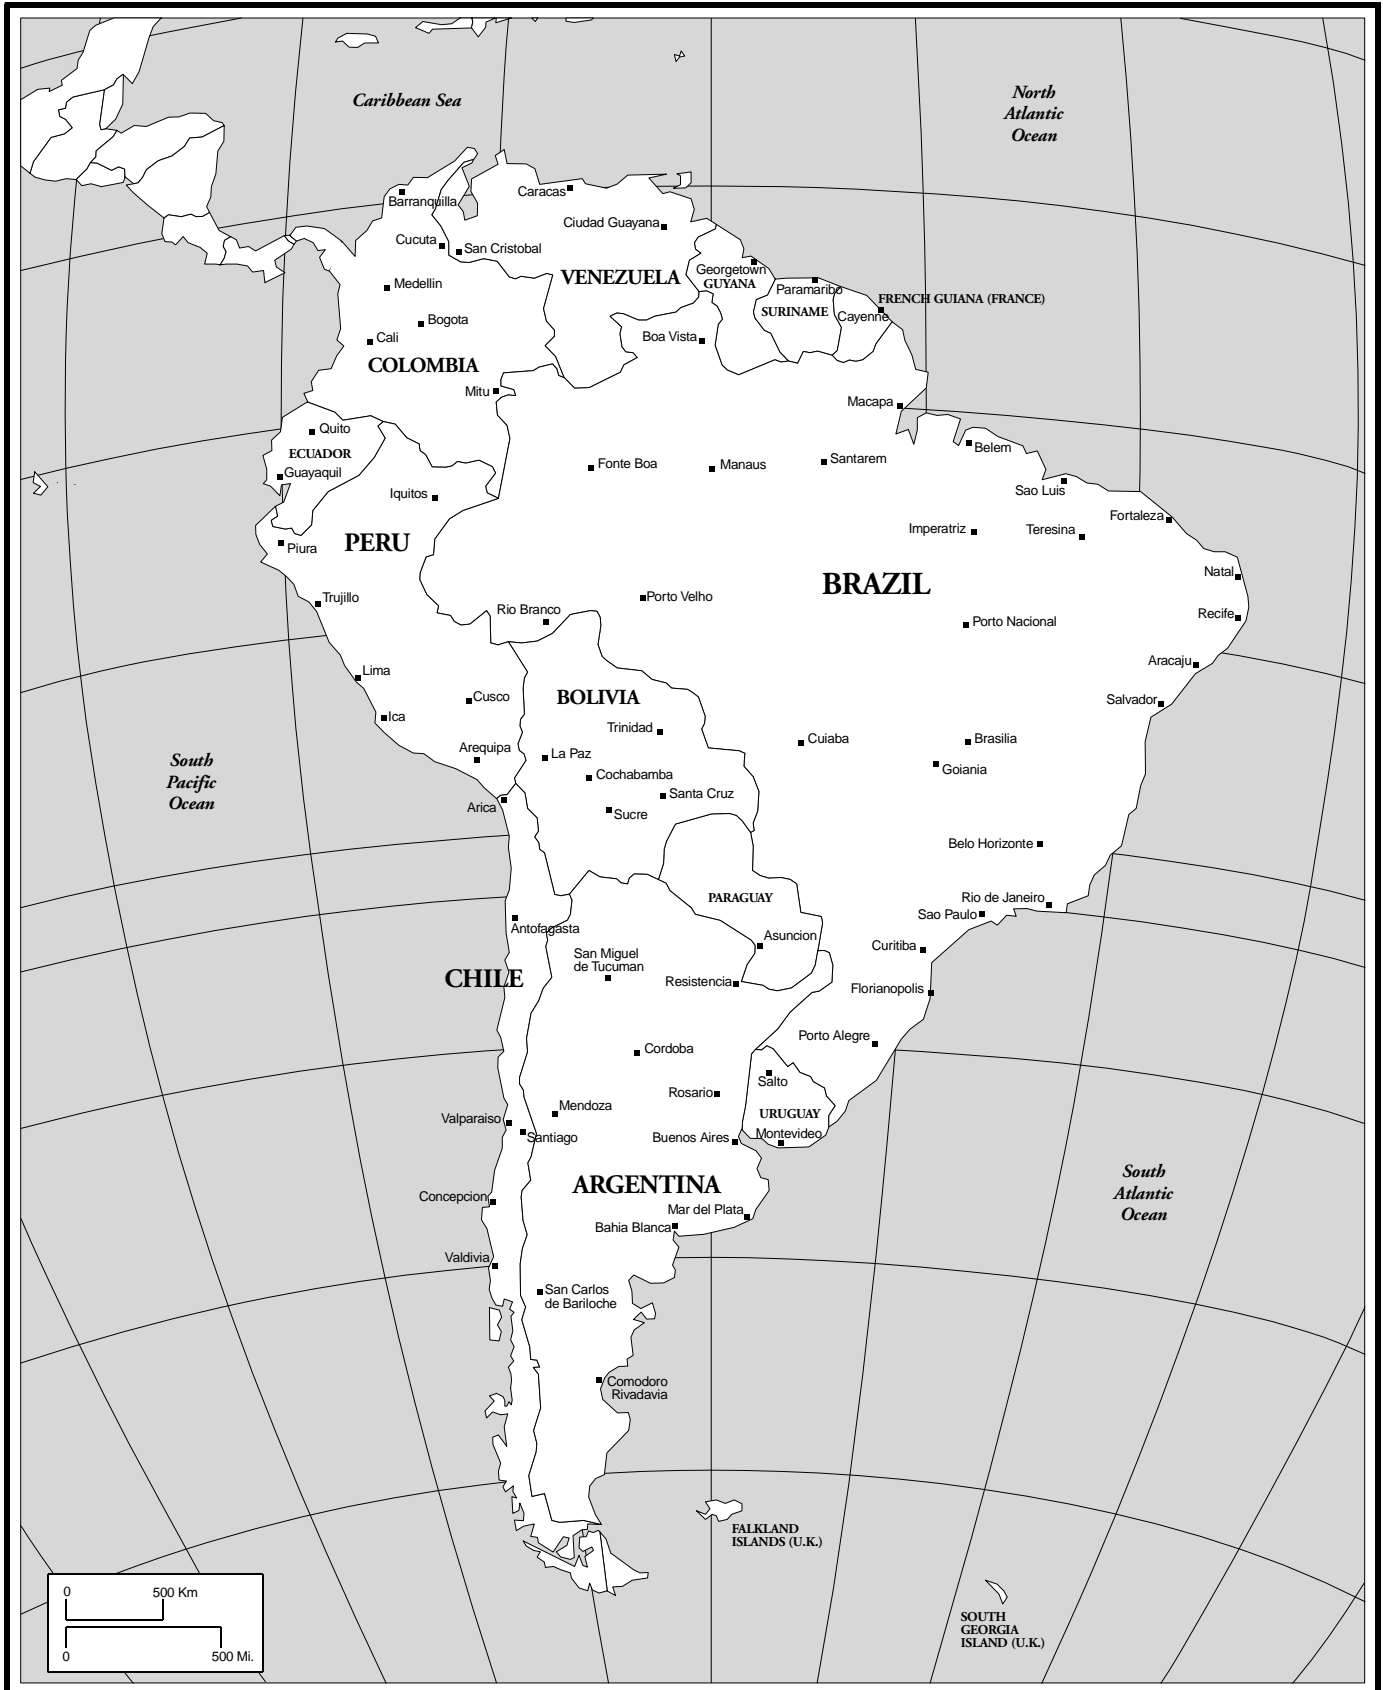 Caribbean Sea
North
Atlantic
Ocean
Barranquilla
Caracas
Ciudad Guayana
Cucuta
San Cristobal
VENEZUELA
Georgetown
GUYANA
Medellin
Paramaribo
FRENCH GUIANA (FRANCE)
SURINAME
Cayenne
Bogota
Cali
Boa Vista
COLOMBIA
Mitu
Macapa
Quito
ECUADOR
Belem
Guayaquil
Fonte Boa
Manaus
Santarem
Iquitos
Sao Luis
Fortaleza
Imperatriz
Teresina
PERU
Piura
BRAZIL
Natal
Trujillo
Porto Velho
Rio Branco
Recife
Porto Nacional
Aracaju
Lima
Cusco
BOLIVIA
Salvador
Ica
Trinidad
Cuiaba
Brasilia
Arequipa
La Paz
South
Pacific
Ocean
Goiania
Cochabamba
Santa Cruz
Arica
Sucre
Belo Horizonte
PARAGUAY
Rio de Janeiro
Sao Paulo
Antofagasta
Asuncion
Curitiba
San Miguel
de Tucuman
CHILE
Resistencia
Florianopolis
Porto Alegre
Cordoba
Salto
Rosario
Mendoza
URUGUAY
Valparaiso
Santiago
Buenos Aires
Montevideo
ARGENTINA
South
Atlantic
Ocean
Concepcion
Mar del Plata
Bahia Blanca
Valdivia
San Carlos
de Bariloche
Comodoro
Rivadavia
FALKLAND
ISLANDS (U.K.)
SOUTH
GEORGIA
ISLAND (U.K.)
0 500 Km
0 500 Mi.